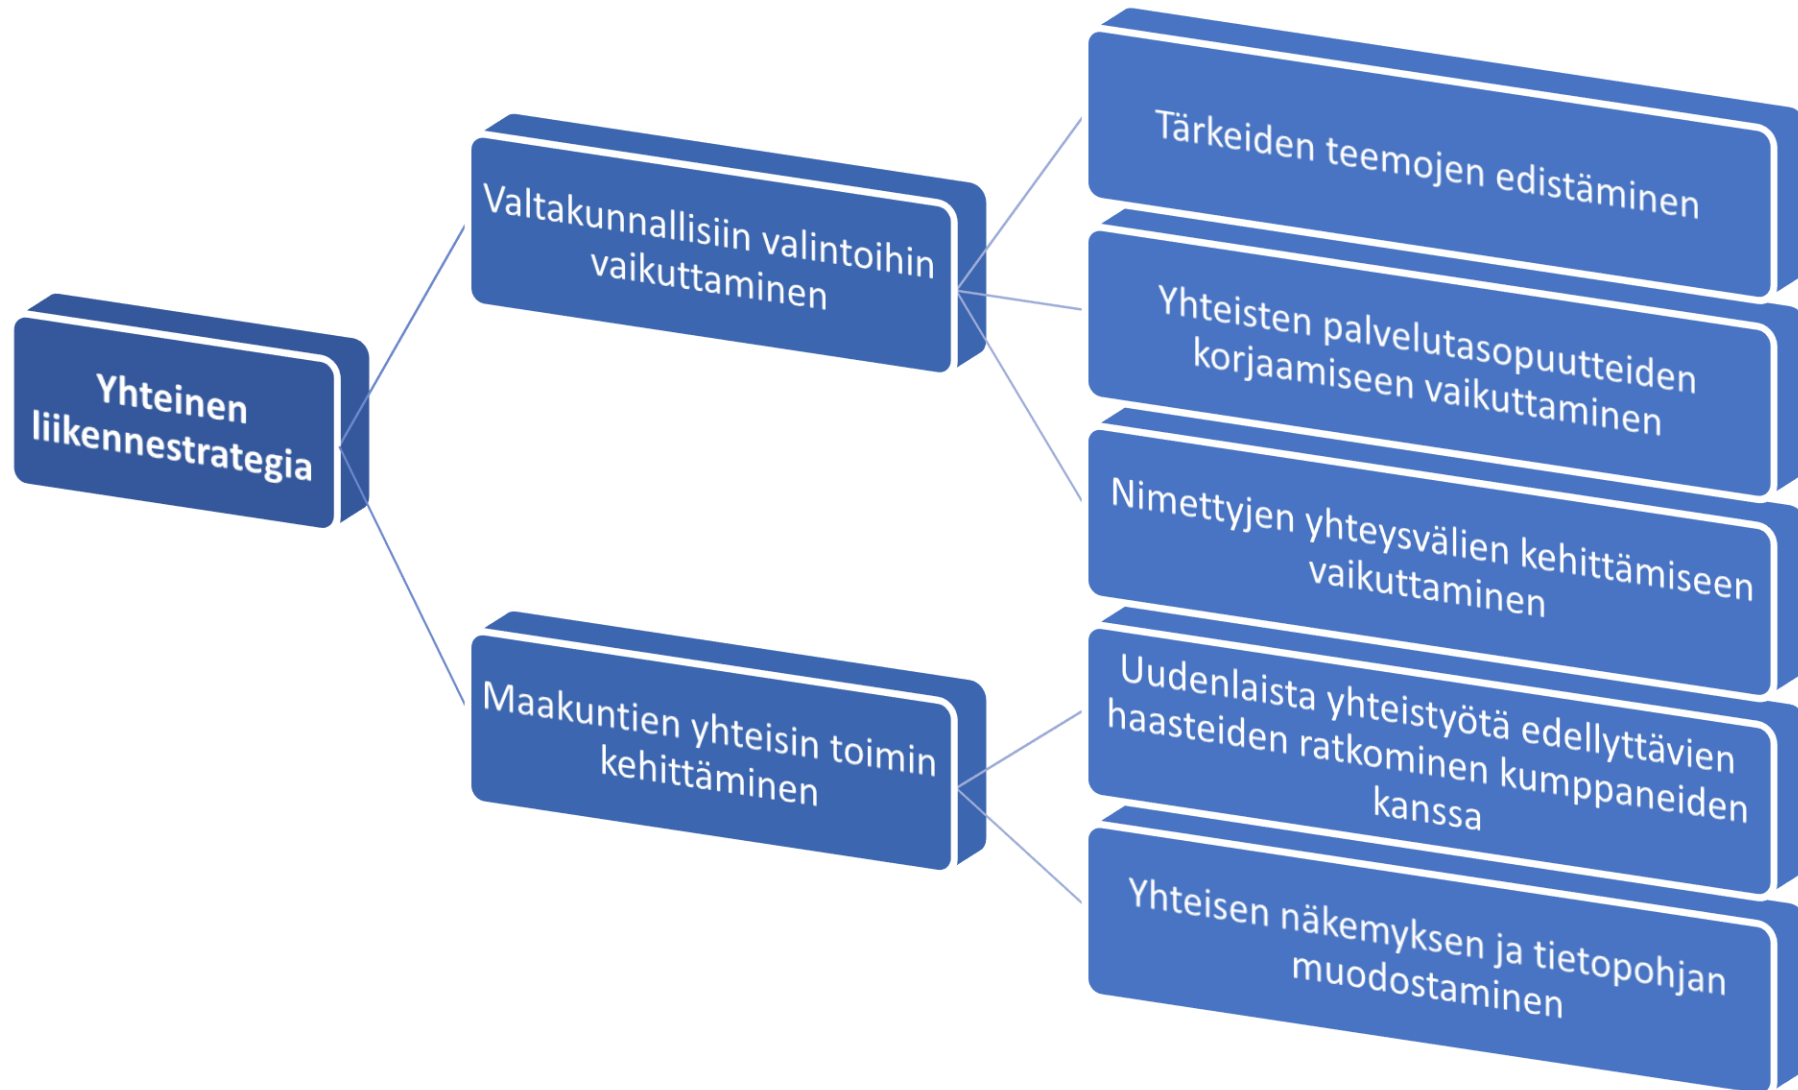 Yhteinen
liikennestrategia
Valtakunnallisiin valintoihin
vaikuttaminen
Tärkeiden teemojen edistäminen
Yhteisten palvelutasopuutteiden
korjaamiseen vaikuttaminen
Nimettyjen yhteysvälien kehittämiseen
vaikuttaminen
Maakuntien yhteisin toimin
kehittäminen
Uudenlaista yhteistyötä edellyttävien
haasteiden ratkominen kumppaneiden
kanssa
Yhteisen näkemyksen ja tietopohjan
muodostaminen